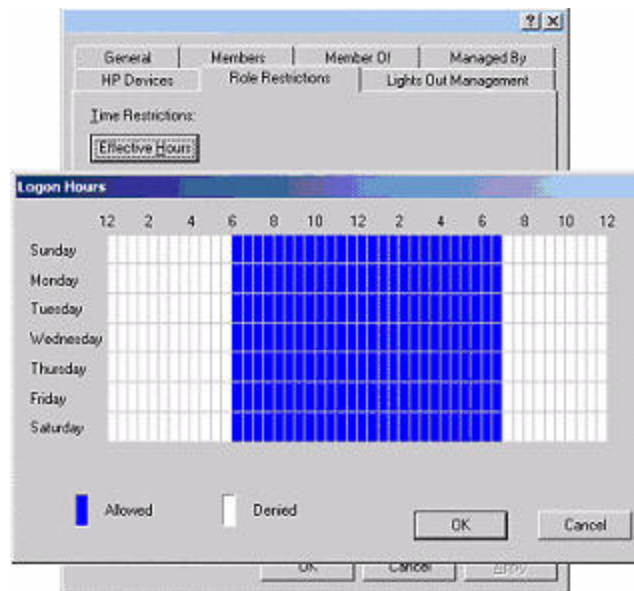 General Members Member Of Managed By
HP Devices Role Restrictions Lights Out Management
Time Restrictions:
Effective Hours
Logon Hours
12 2 4 6 8 10 12 2 4 6 8 10 12
Sunday
Monday
Tuesday
Wednesday
Thursday
Friday
Saturday
Allowed Denied
OK Cancel
OK Cancel Apply